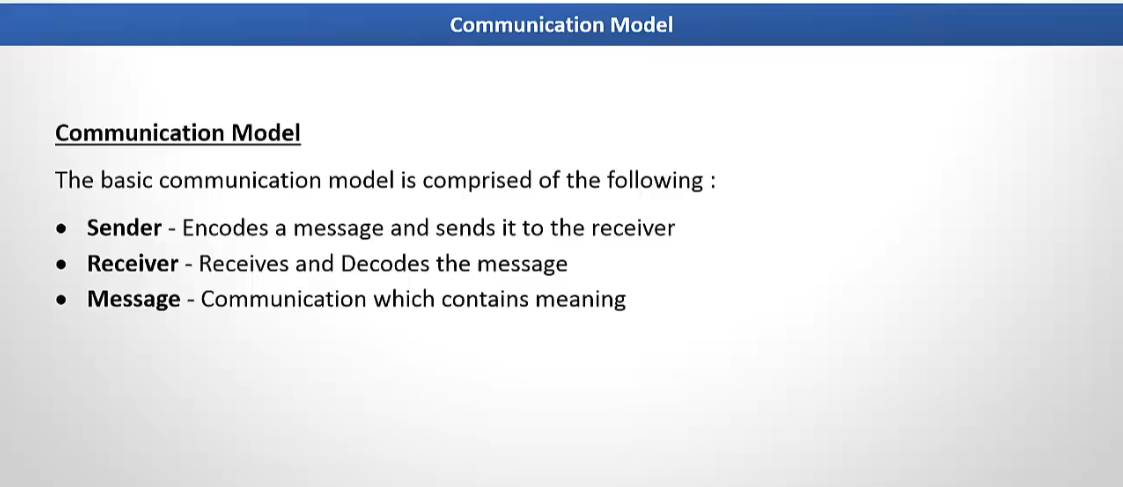 Communication Model
Communication Model
The basic communication model is comprised of the following :
• Sender - Encodes a message and sends it to the receiver
• Receiver - Receives and Decodes the message
• Message - Communication which contains meaning